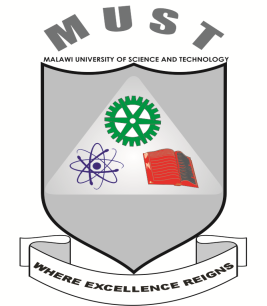 MUST
MALAWI UNIVERSITY OF SCIENCE AND TECHNOLOGY
WHERE EXCELLENCE REIGNS